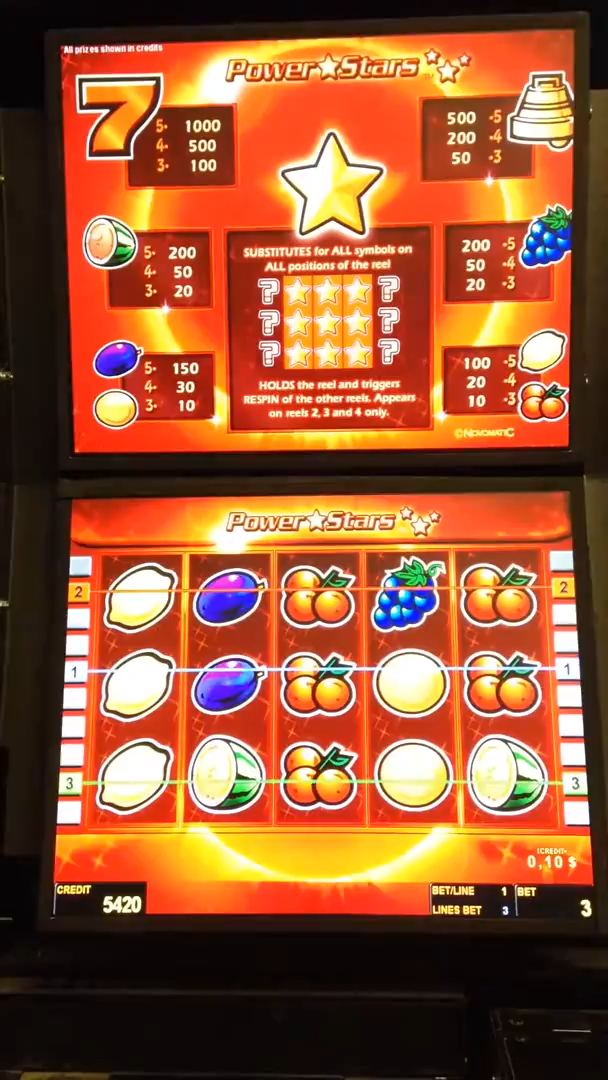 All prizes shown in credits
Power★Stars™
5- 1000
4- 500
3- 100
500 -5
200 -4
50 -3
5- 200
4- 50
3- 20
200 -5
50 -4
20 -3
SUBSTITUTES for ALL symbols on
ALL positions of the reel
? ?
? ?
? ?
5- 150
4- 30
3- 10
100 -5
20 -4
10 -3
HOLDS the reel and triggers
RESPIN of the other reels. Appears
on reels 2, 3 and 4 only.
©NOVOMATIC
Power★Stars
2 2
1 1
3 3
1CREDIT=
0,10 $
CREDIT 5420
BET/LINE 1
LINES BET 3
BET 3